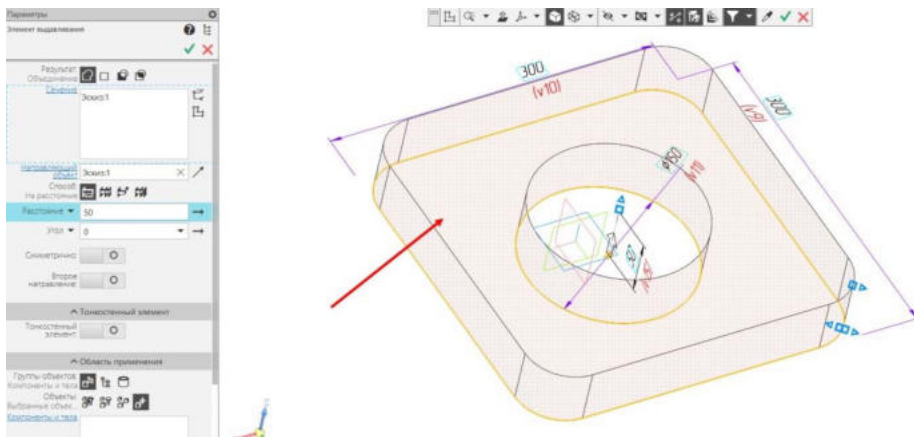 Параметры
Элемент выдавливания
Результат:
Объединение
Сечения
Эскиз:1
Направляющий
объект
Эскиз:1
Способ:
На расстояние
Расстояние
50
Угол
0
Симметрично:
Второе
направление:
Тонкостенный элемент
Тонкостенный
элемент:
Область применения
Группы объектов:
Компоненты и тела
Объекты:
Выбранные объек...
Компоненты и тела
300
(v10)
300
(v9)
ø150
(v11)